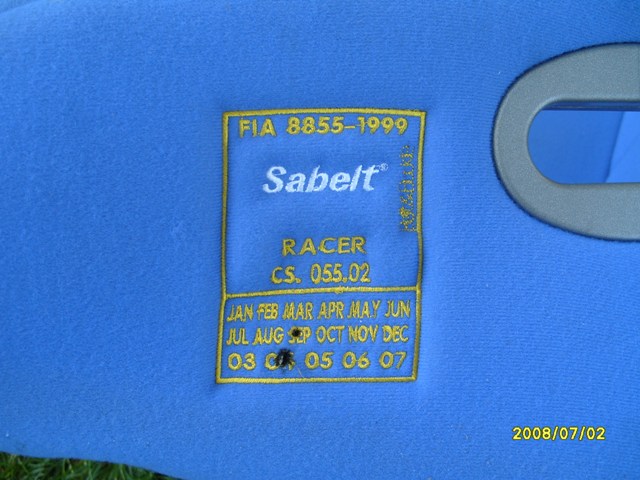 FIA 8855-1999
Sabelt®
RACER
CS. 055.02
JAN FEB MAR APR MAY JUN
JUL AUG SEP OCT NOV DEC
03 05 06 07
2008/07/02